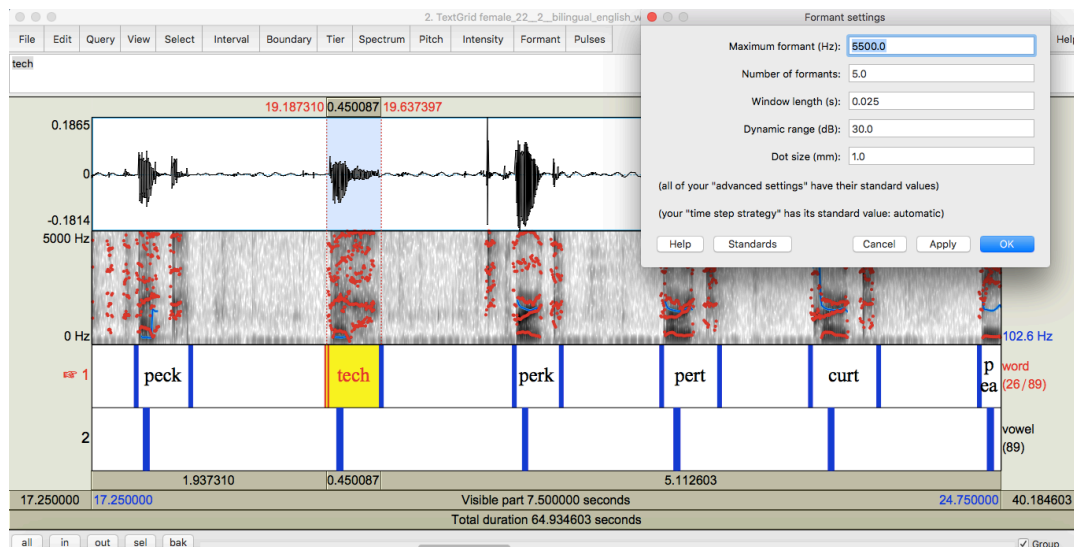 2. TextGrid female_22__2__bilingual_english_w
Formant settings
File Edit Query View Select Interval Boundary Tier Spectrum Pitch Intensity Formant Pulses
Help
tech
Maximum formant (Hz): 5500.0
Number of formants: 5.0
Window length (s): 0.025
Dynamic range (dB): 30.0
Dot size (mm): 1.0
(all of your "advanced settings" have their standard values)
(your "time step strategy" has its standard value: automatic)
Help Standards Cancel Apply OK
19.187310 0.450087 19.637397
0.1865
0
-0.1814
5000 Hz
0 Hz
102.6 Hz
1 peck tech perk pert curt p
ea
word
(26/89)
2
vowel
(89)
1.937310 0.450087 5.112603
17.250000 17.250000 Visible part 7.500000 seconds 24.750000 40.184603
Total duration 64.934603 seconds
all in out sel bak
Group